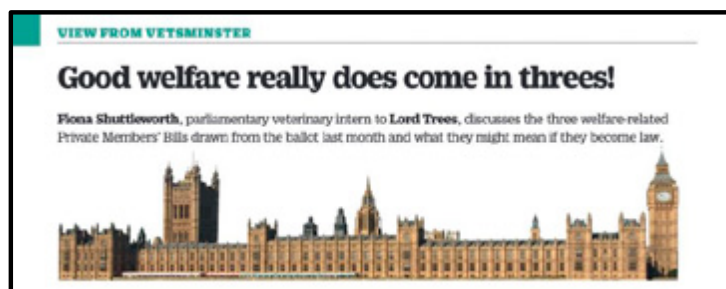 VIEW FROM VETSMINSTER
Good welfare really does come in threes!
Fiona Shuttleworth, parliamentary veterinary intern to Lord Trees, discusses the three welfare-related
Private Members' Bills drawn from the ballot last month and what they might mean if they become law.